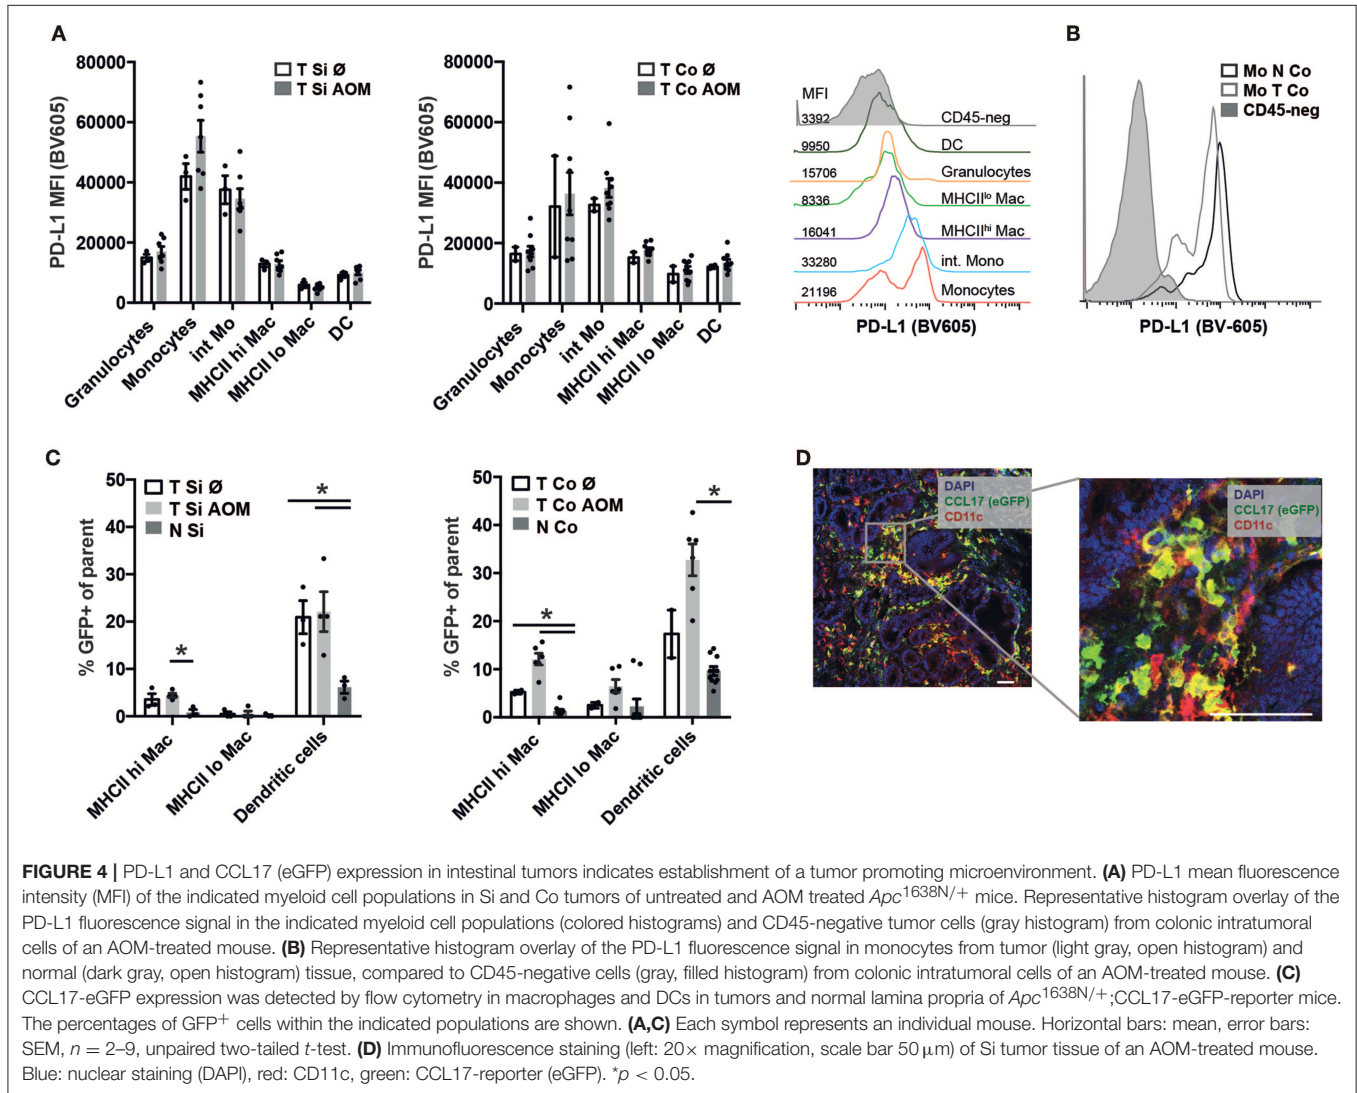 A
PD-L1 MFI (BV605)
80000
60000
40000
20000
0
T Si Ø
T Si AOM
Granulocytes
Monocytes
int Mo
MHCII hi Mac
MHCII lo Mac
DC
PD-L1 MFI (BV605)
80000
60000
40000
20000
0
T Co Ø
T Co AOM
Granulocytes
Monocytes
int Mo
MHCII hi Mac
MHCII lo Mac
DC
MFI
3392 CD45-neg
9950 DC
15706 Granulocytes
8336 MHCIIlo Mac
16041 MHCIIhi Mac
33280 int. Mono
21196 Monocytes
PD-L1 (BV605)
B
Mo N Co
Mo T Co
CD45-neg
PD-L1 (BV-605)
C
% GFP+ of parent
50
40
30
20
10
0
T Si Ø
T Si AOM
N Si
*
*
MHCII hi Mac
MHCII lo Mac
Dendritic cells
% GFP+ of parent
50
40
30
20
10
0
T Co Ø
T Co AOM
N Co
*
*
MHCII hi Mac
MHCII lo Mac
Dendritic cells
D
DAPI
CCL17 (eGFP)
CD11c
DAPI
CCL17 (eGFP)
CD11c
FIGURE 4 | PD-L1 and CCL17 (eGFP) expression in intestinal tumors indicates establishment of a tumor promoting microenvironment. (A) PD-L1 mean fluorescence
intensity (MFI) of the indicated myeloid cell populations in Si and Co tumors of untreated and AOM treated Apc1638N/+ mice. Representative histogram overlay of the
PD-L1 fluorescence signal in the indicated myeloid cell populations (colored histograms) and CD45-negative tumor cells (gray histogram) from colonic intratumoral
cells of an AOM-treated mouse. (B) Representative histogram overlay of the PD-L1 fluorescence signal in monocytes from tumor (light gray, open histogram) and
normal (dark gray, open histogram) tissue, compared to CD45-negative cells (gray, filled histogram) from colonic intratumoral cells of an AOM-treated mouse. (C)
CCL17-eGFP expression was detected by flow cytometry in macrophages and DCs in tumors and normal lamina propria of Apc1638N/+;CCL17-eGFP-reporter mice.
The percentages of GFP+ cells within the indicated populations are shown. (A,C) Each symbol represents an individual mouse. Horizontal bars: mean, error bars:
SEM, n = 2–9, unpaired two-tailed t-test. (D) Immunofluorescence staining (left: 20× magnification, scale bar 50 μm) of Si tumor tissue of an AOM-treated mouse.
Blue: nuclear staining (DAPI), red: CD11c, green: CCL17-reporter (eGFP). *p < 0.05.